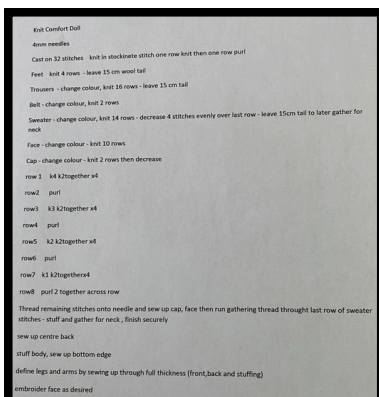 Knit Comfort Doll
4mm needles
Cast on 32 stitches knit in stockinete stitch one row knit then one row purl
Feet knit 4 rows - leave 15 cm wool tail
Trousers - change colour, knit 16 rows - leave 15 cm tail
Belt - change colour, knit 2 rows
Sweater - change colour, knit 14 rows - decrease 4 stitches evenly over last row - leave 15cm tail to later gather for
neck
Face - change colour - knit 10 rows
Cap - change colour - knit 2 rows then decrease
row 1 k4 k2together x4
row2 purl
row3 k3 k2together x4
row4 purl
row5 k2 k2together x4
row6 purl
row7 k1 k2togetherx4
row8 purl 2 together across row
Thread remaining stitches onto needle and sew up cap, face then run gathering thread throught last row of sweater
stitches - stuff and gather for neck , finish securely
sew up centre back
stuff body, sew up bottom edge
define legs and arms by sewing up through full thickness (front,back and stuffing)
embroider face as desired